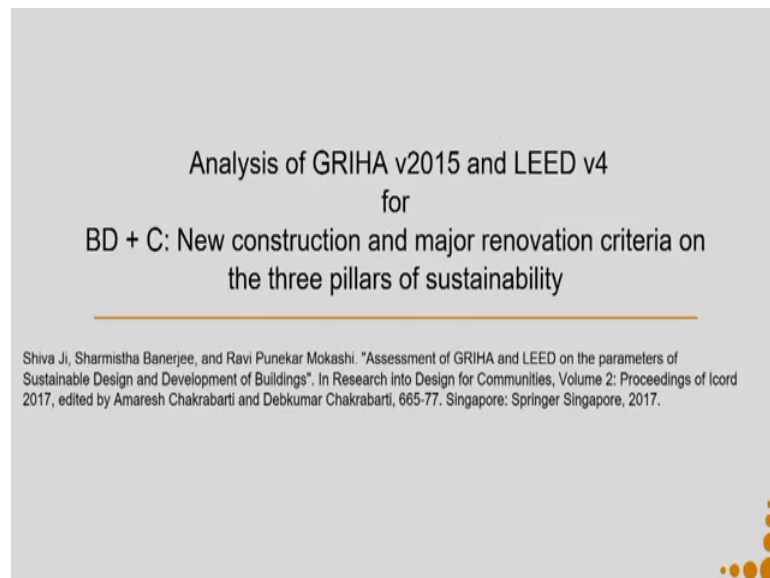 Analysis of GRIHA v2015 and LEED v4
for
BD + C: New construction and major renovation criteria on
the three pillars of sustainability
Shiva Ji, Sharmistha Banerjee, and Ravi Punekar Mokashi. "Assessment of GRIHA and LEED on the parameters of
Sustainable Design and Development of Buildings". In Research into Design for Communities, Volume 2: Proceedings of Icord
2017, edited by Amaresh Chakrabarti and Debkumar Chakrabarti, 665-77. Singapore: Springer Singapore, 2017.